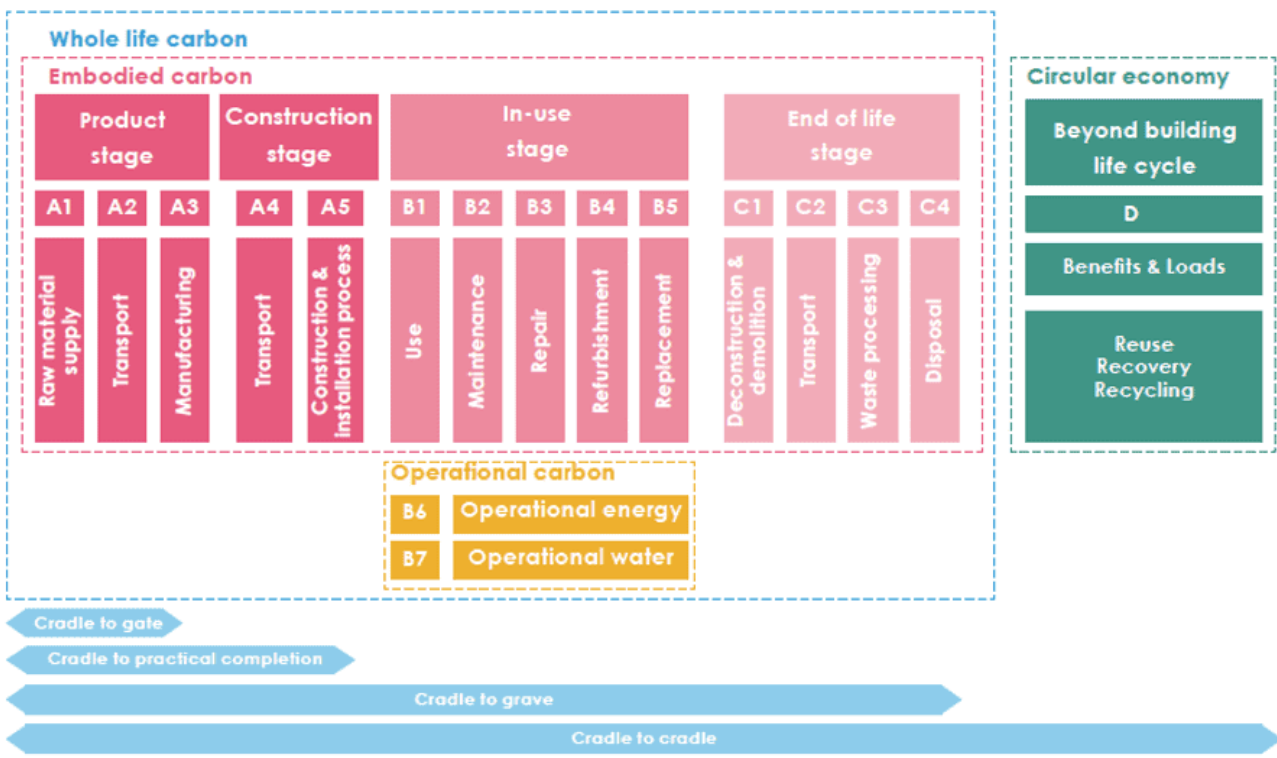 Whole life carbon
Embodied carbon
Circular economy
Product
stage
Construction
stage
In-use
stage
End of life
stage
Beyond building
life cycle
A1
A2
A3
A4
A5
B1
B2
B3
B4
B5
C1
C2
C3
C4
D
Raw material
supply
Transport
Manufacturing
Transport
Construction &
installation process
Use
Maintenance
Repair
Refurbishment
Replacement
Deconstruction &
demolition
Transport
Waste processing
Disposal
Benefits & Loads
Reuse
Recovery
Recycling
Operational carbon
B6
Operational energy
B7
Operational water
Cradle to gate
Cradle to practical completion
Cradle to grave
Cradle to cradle